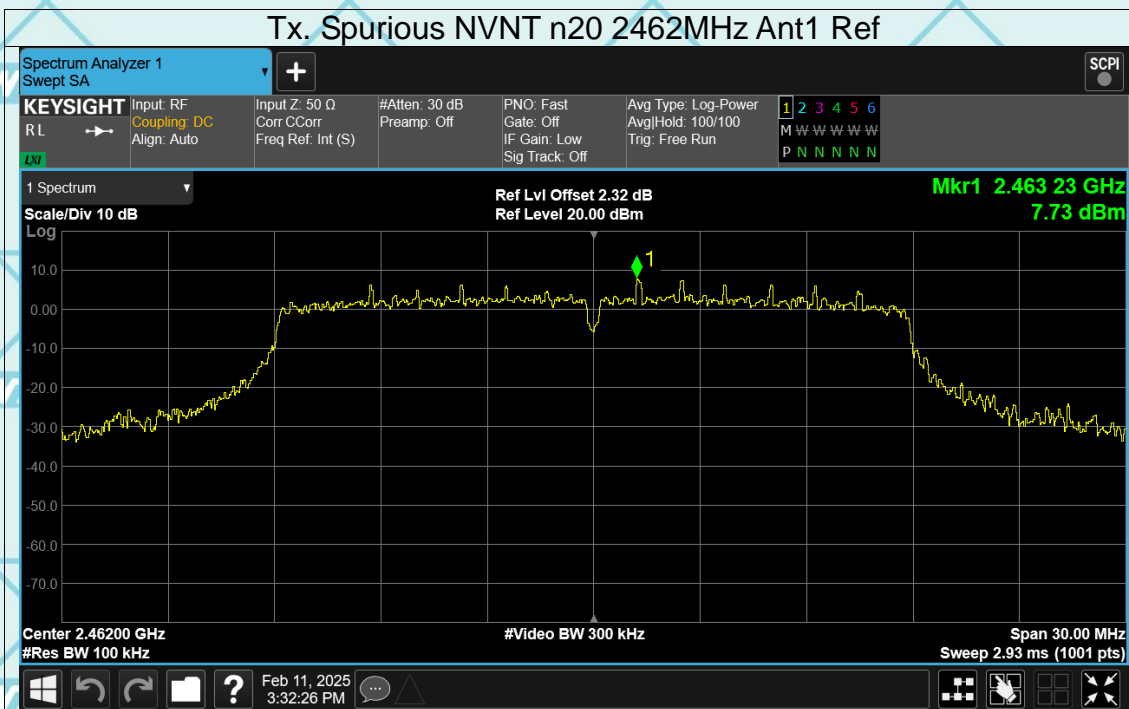 Tx. Spurious NVNT n20 2462MHz Ant1 Ref
Spectrum Analyzer 1
Swept SA
SCPI
KEYSIGHT
RL
LXI
Input: RF
Coupling: DC
Align: Auto
Input Z: 50 Ω
Corr CCorr
Freq Ref: Int (S)
#Atten: 30 dB
Preamp: Off
PNO: Fast
Gate: Off
IF Gain: Low
Sig Track: Off
Avg Type: Log-Power
Avg|Hold: 100/100
Trig: Free Run
1 2 3 4 5 6
M W W W W W W
P N N N N N N
1 Spectrum
Scale/Div 10 dB
Ref Lvl Offset 2.32 dB
Ref Level 20.00 dBm
Mkr1 2.463 23 GHz
7.73 dBm
Log
1
10.0
0.00
-10.0
-20.0
-30.0
-40.0
-50.0
-60.0
-70.0
Center 2.46200 GHz
#Res BW 100 kHz
#Video BW 300 kHz
Span 30.00 MHz
Sweep 2.93 ms (1001 pts)
Feb 11, 2025
3:32:26 PM